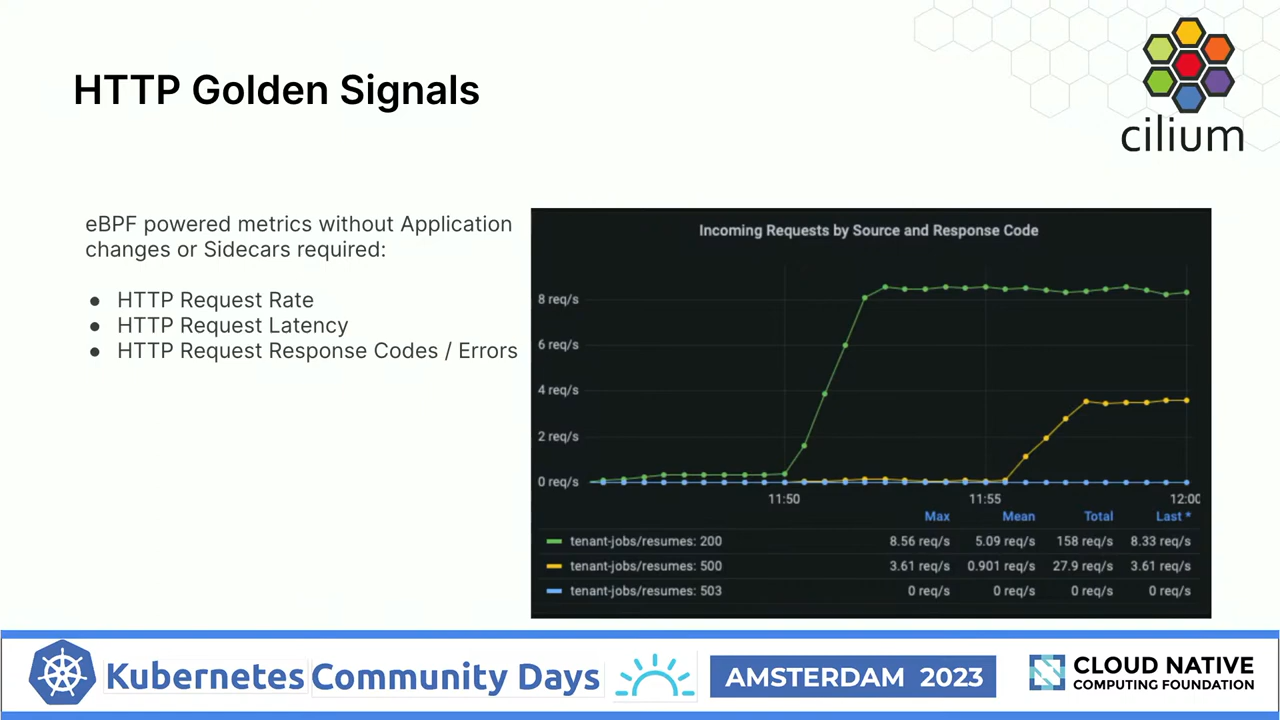 HTTP Golden Signals
cilium
eBPF powered metrics without Application
changes or Sidecars required:
● HTTP Request Rate
● HTTP Request Latency
● HTTP Request Response Codes / Errors
Incoming Requests by Source and Response Code
8 req/s
6 req/s
4 req/s
2 req/s
0 req/s
11:50 11:55 12:00
Max Mean Total Last *
tenant-jobs/resumes: 200 8.56 req/s 5.09 req/s 158 req/s 8.33 req/s
tenant-jobs/resumes: 500 3.61 req/s 0.901 req/s 27.9 req/s 3.61 req/s
tenant-jobs/resumes: 503 0 req/s 0 req/s 0 req/s 0 req/s
Kubernetes Community Days
AMSTERDAM 2023
CLOUD NATIVE
COMPUTING FOUNDATION